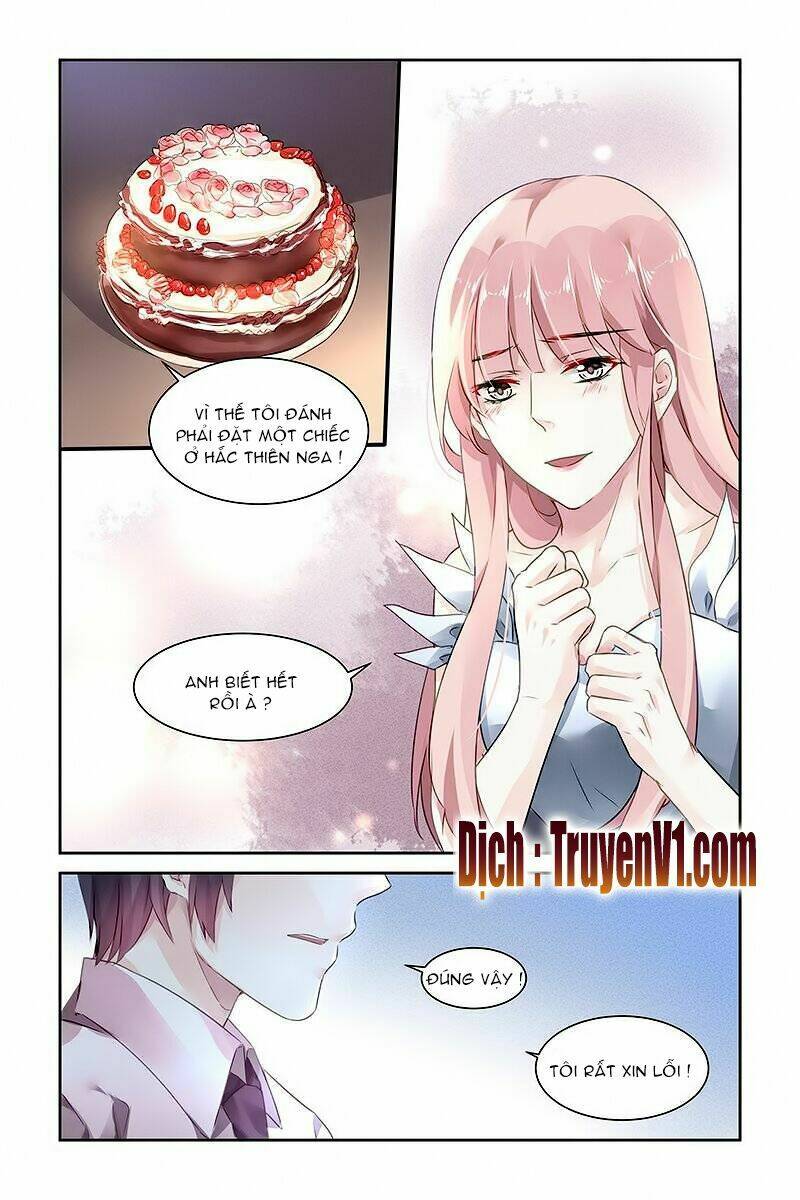 VÌ THẾ TÔI ĐÁNH
PHẢI ĐẶT MỘT CHIẾC
Ở HẮC THIÊN NGA !
ANH BIẾT HẾT
RỒI À ?
Dịch : TruyenV1.com
ĐÚNG VẬY !
TÔI RẤT XIN LỖI !